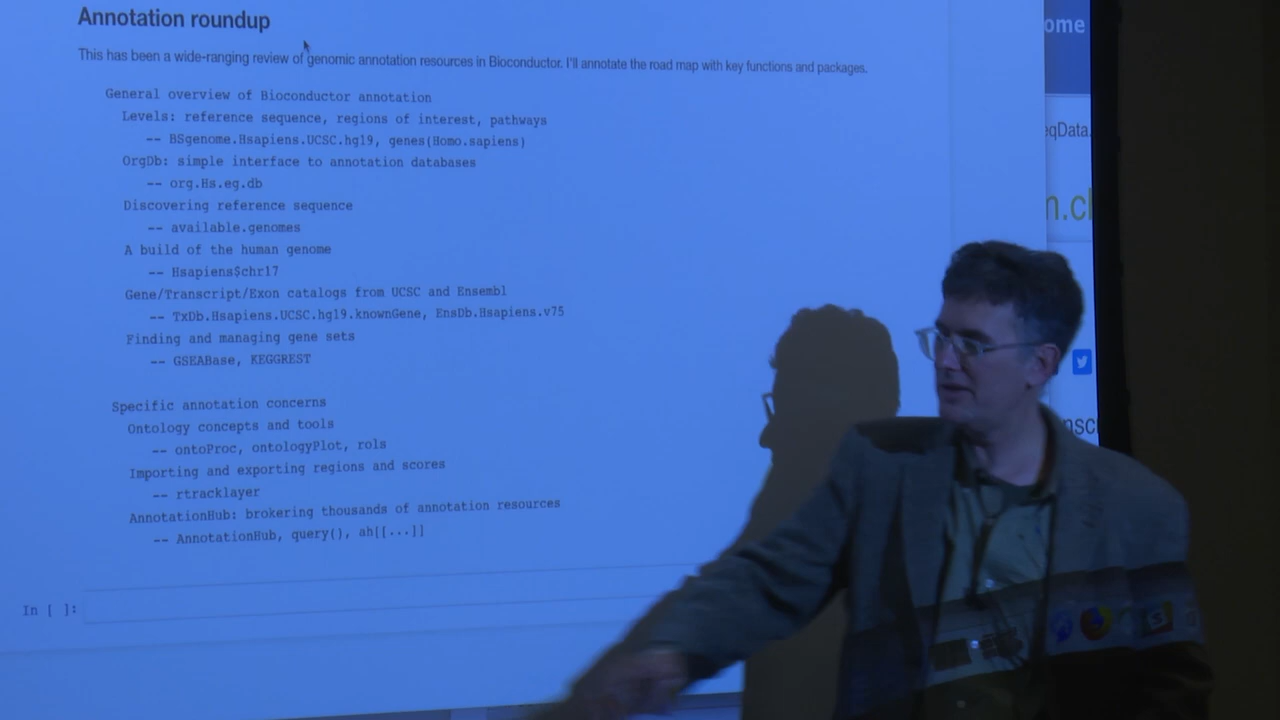 Annotation roundup
This has been a wide-ranging review of genomic annotation resources in Bioconductor. I'll annotate the road map with key functions and packages.
General overview of Bioconductor annotation
Levels: reference sequence, regions of interest, pathways
-- BSgenome.Hsapiens.UCSC.hg19, genes(Homo.sapiens)
OrgDb: simple interface to annotation databases
-- org.Hs.eg.db
Discovering reference sequence
-- available.genomes
A build of the human genome
-- Hsapiens$chr17
Gene/Transcript/Exon catalogs from UCSC and Ensembl
-- TxDb.Hsapiens.UCSC.hg19.knownGene, EnsDb.Hsapiens.v75
Finding and managing gene sets
-- GSEABase, KEGGREST
Specific annotation concerns
Ontology concepts and tools
-- ontoProc, ontologyPlot, rols
Importing and exporting regions and scores
-- rtracklayer
AnnotationHub: brokering thousands of annotation resources
-- AnnotationHub, query(), ah[[...]]
In [ ]:
ome
eqData.